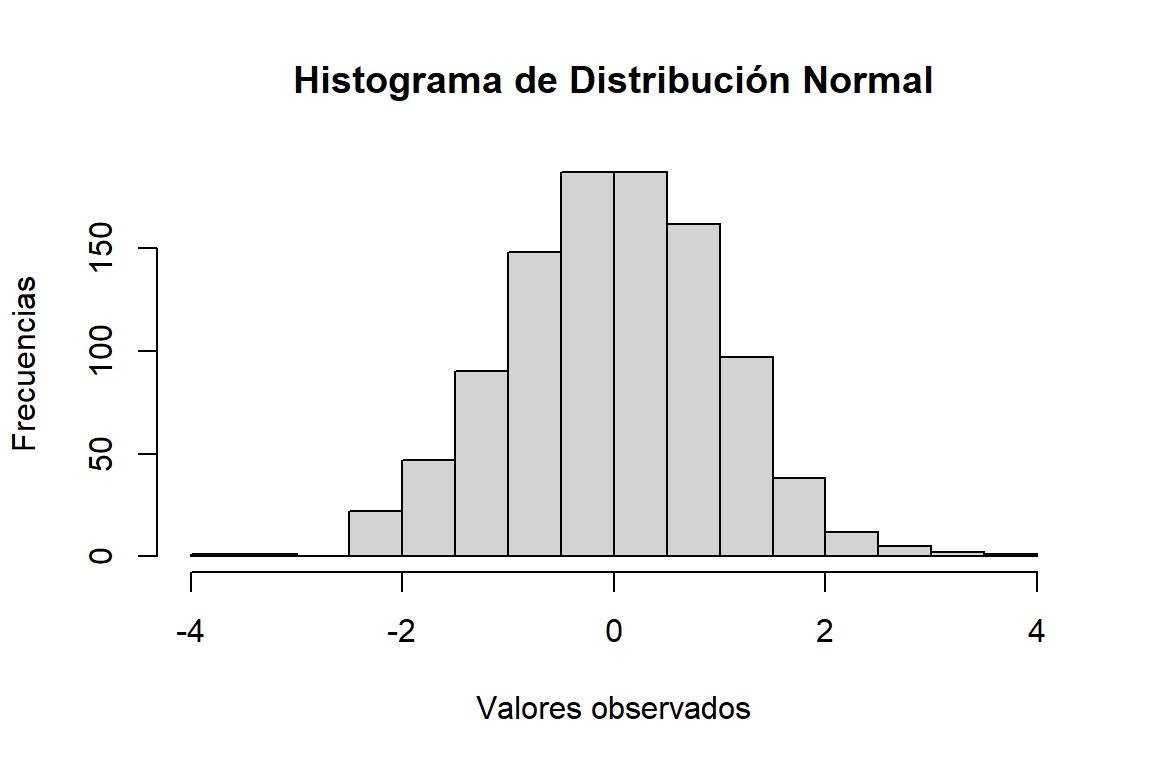 Histograma de Distribución Normal
Frecuencias
150
100
50
0
-4 -2 0 2 4
Valores observados